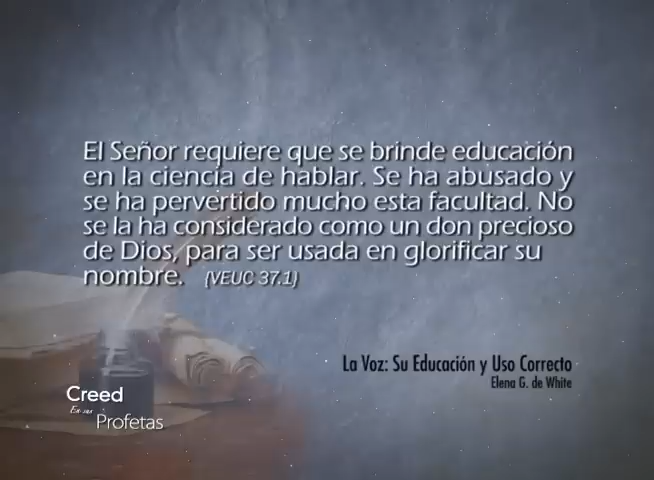 El Señor requiere que se brinde educación
en la ciencia de hablar. Se ha abusado y
se ha pervertido mucho esta facultad. No
se la ha considerado como un don precioso
de Dios, para ser usada en glorificar su
nombre. (VEUC 37.1)
La Voz: Su Educación y Uso Correcto
Elena G. de White
Creed
En sus
Profetas